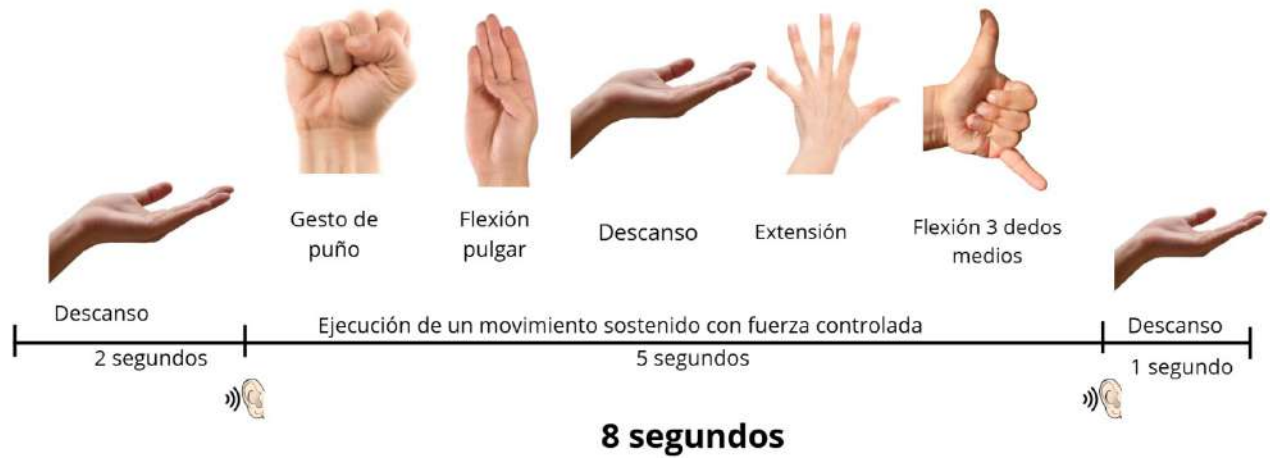 Gesto de
puño
Flexión
pulgar
Descanso
Extensión
Flexión 3 dedos
medios
Descanso
Ejecución de un movimiento sostenido con fuerza controlada
Descanso
2 segundos
5 segundos
1 segundo
8 segundos